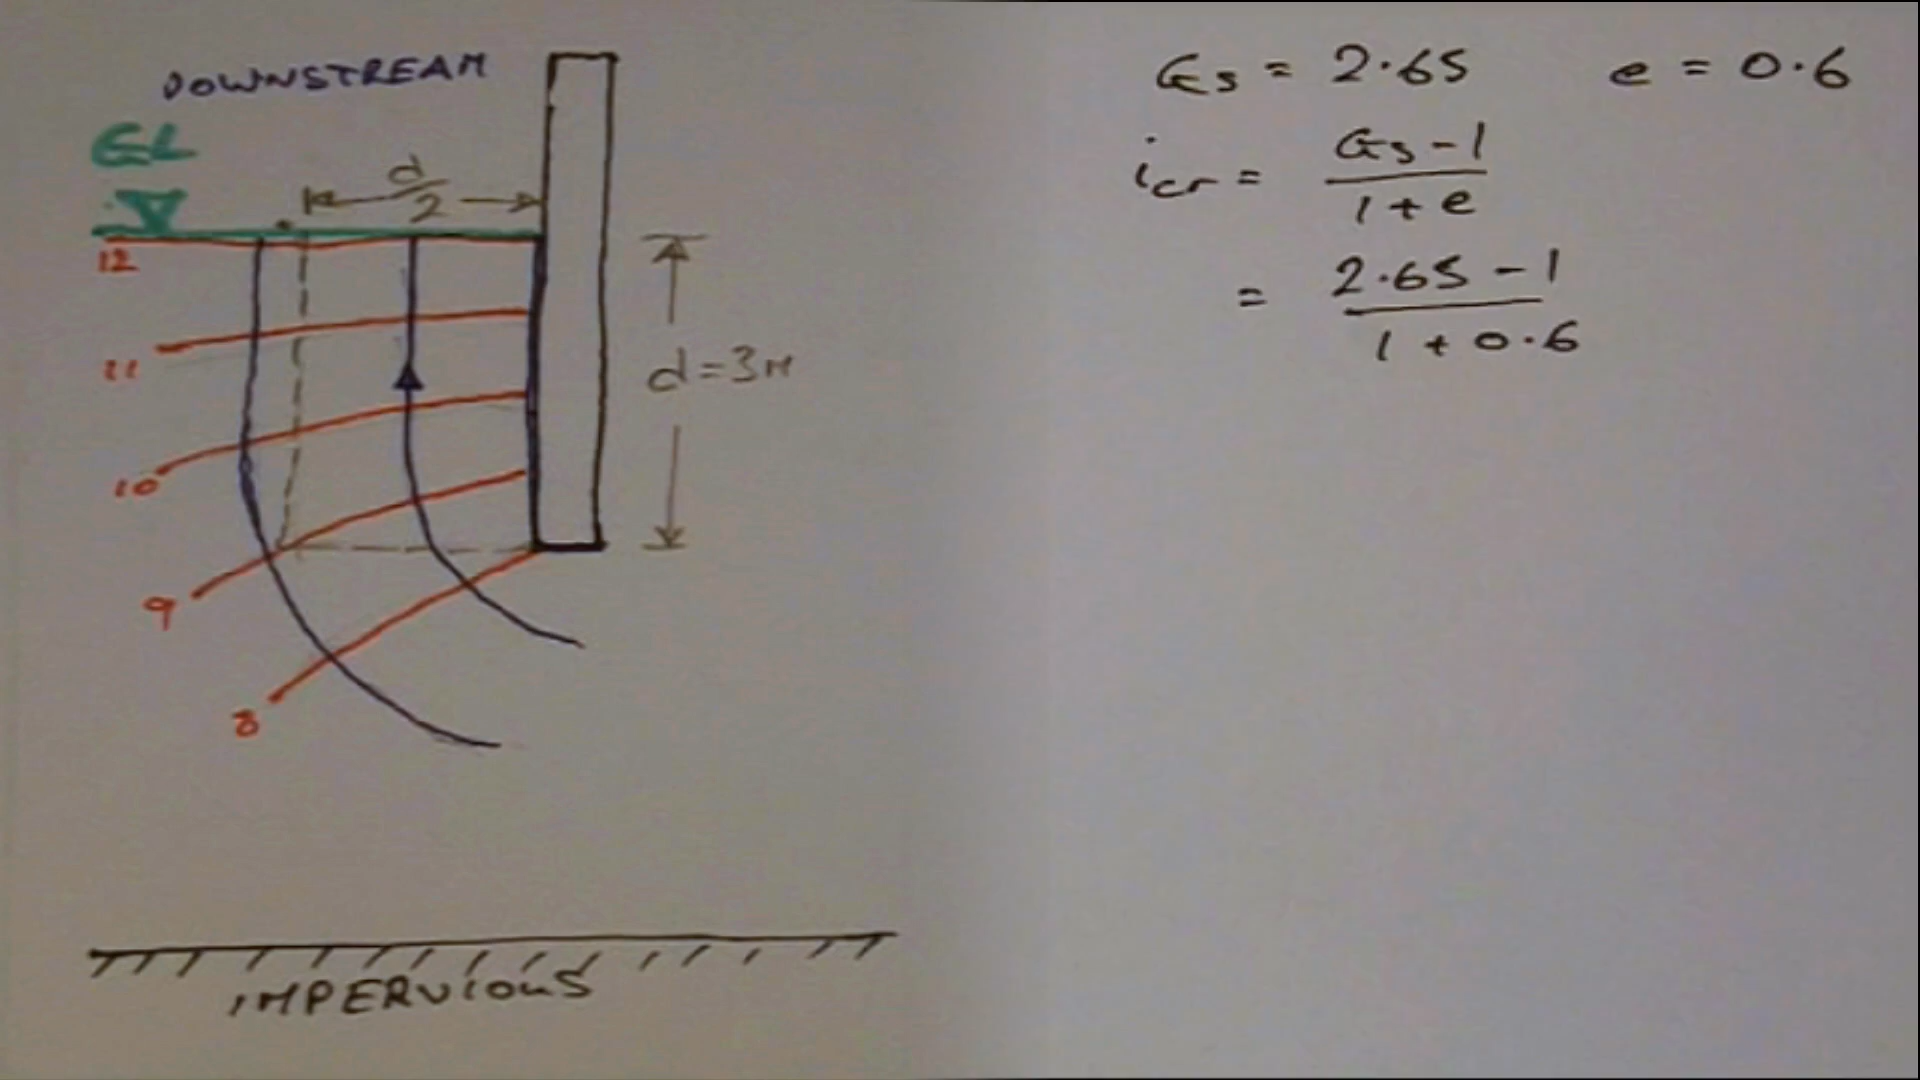 DOWNSTREAM
GL
d/2
12
11
10
9
8
d = 3m
IMPERVIOUS
Gs = 2.65 e = 0.6
icr = Gs - 1 / 1 + e
= 2.65 - 1 / 1 + 0.6